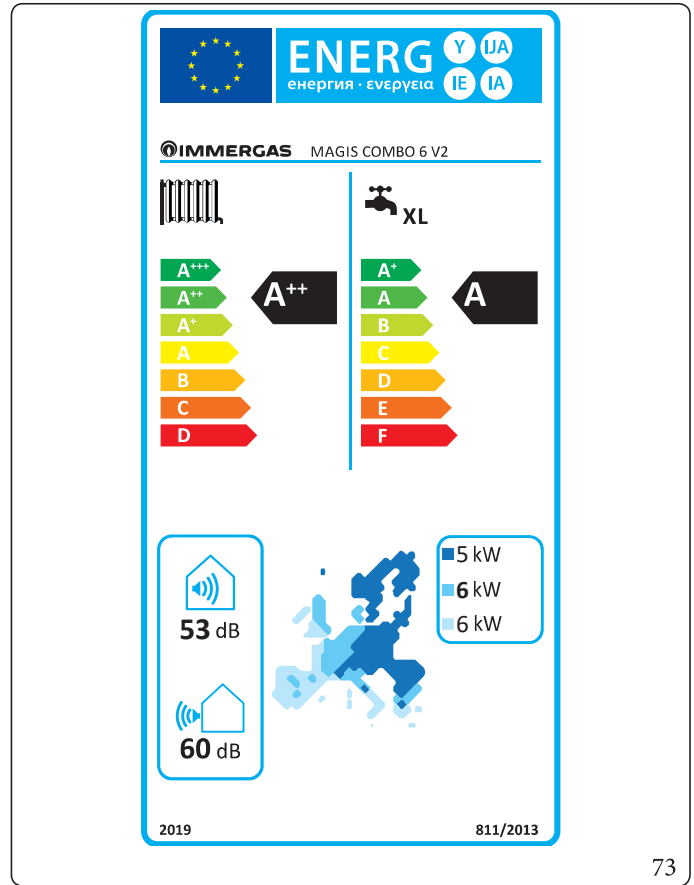 ENERG
енергия · ενεργεια
Y
IJA
IE
IA
IMMERGAS MAGIS COMBO 6 V2
XL
A+++
A++
A+
A
B
C
D
A++
A+
A
B
C
D
E
F
A
53 dB
60 dB
5 kW
6 kW
6 kW
2019
811/2013
73